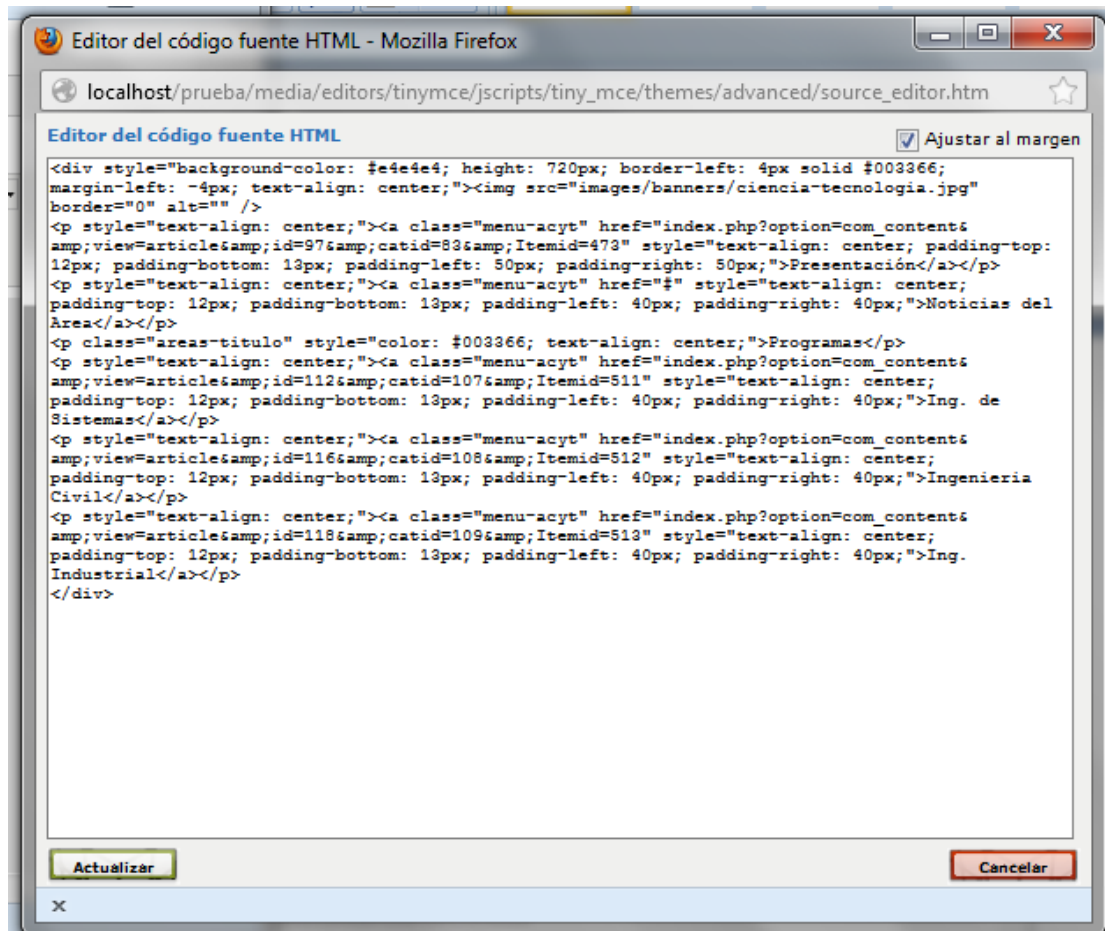 Editor del código fuente HTML - Mozilla Firefox
localhost/prueba/media/editors/tinymce/jscripts/tiny_mce/themes/advanced/source_editor.htm
Editor del código fuente HTML
Ajustar al margen
<div style="background-color: #e4e4e4; height: 720px; border-left: 4px solid #003366;
margin-left: -4px; text-align: center;"><img src="images/banners/ciencia-tecnologia.jpg"
border="0" alt="" />
<p style="text-align: center;"><a class="menu-acyt" href="index.php?option=com_content&
amp;view=article&amp;id=97&amp;catid=83&amp;Itemid=473" style="text-align: center; padding-top:
12px; padding-bottom: 13px; padding-left: 50px; padding-right: 50px;">Presentación</a></p>
<p style="text-align: center;"><a class="menu-acyt" href="#" style="text-align: center;
padding-top: 12px; padding-bottom: 13px; padding-left: 40px; padding-right: 40px;">Noticias del
Area</a></p>
<p class="areas-titulo" style="color: #003366; text-align: center;">Programas</p>
<p style="text-align: center;"><a class="menu-acyt" href="index.php?option=com_content&
amp;view=article&amp;id=112&amp;catid=107&amp;Itemid=511" style="text-align: center;
padding-top: 12px; padding-bottom: 13px; padding-left: 40px; padding-right: 40px;">Ing. de
Sistemas</a></p>
<p style="text-align: center;"><a class="menu-acyt" href="index.php?option=com_content&
amp;view=article&amp;id=116&amp;catid=108&amp;Itemid=512" style="text-align: center;
padding-top: 12px; padding-bottom: 13px; padding-left: 40px; padding-right: 40px;">Ingenieria
Civil</a></p>
<p style="text-align: center;"><a class="menu-acyt" href="index.php?option=com_content&
amp;view=article&amp;id=118&amp;catid=109&amp;Itemid=513" style="text-align: center;
padding-top: 12px; padding-bottom: 13px; padding-left: 40px; padding-right: 40px;">Ing.
Industrial</a></p>
</div>
Actualizar
Cancelar